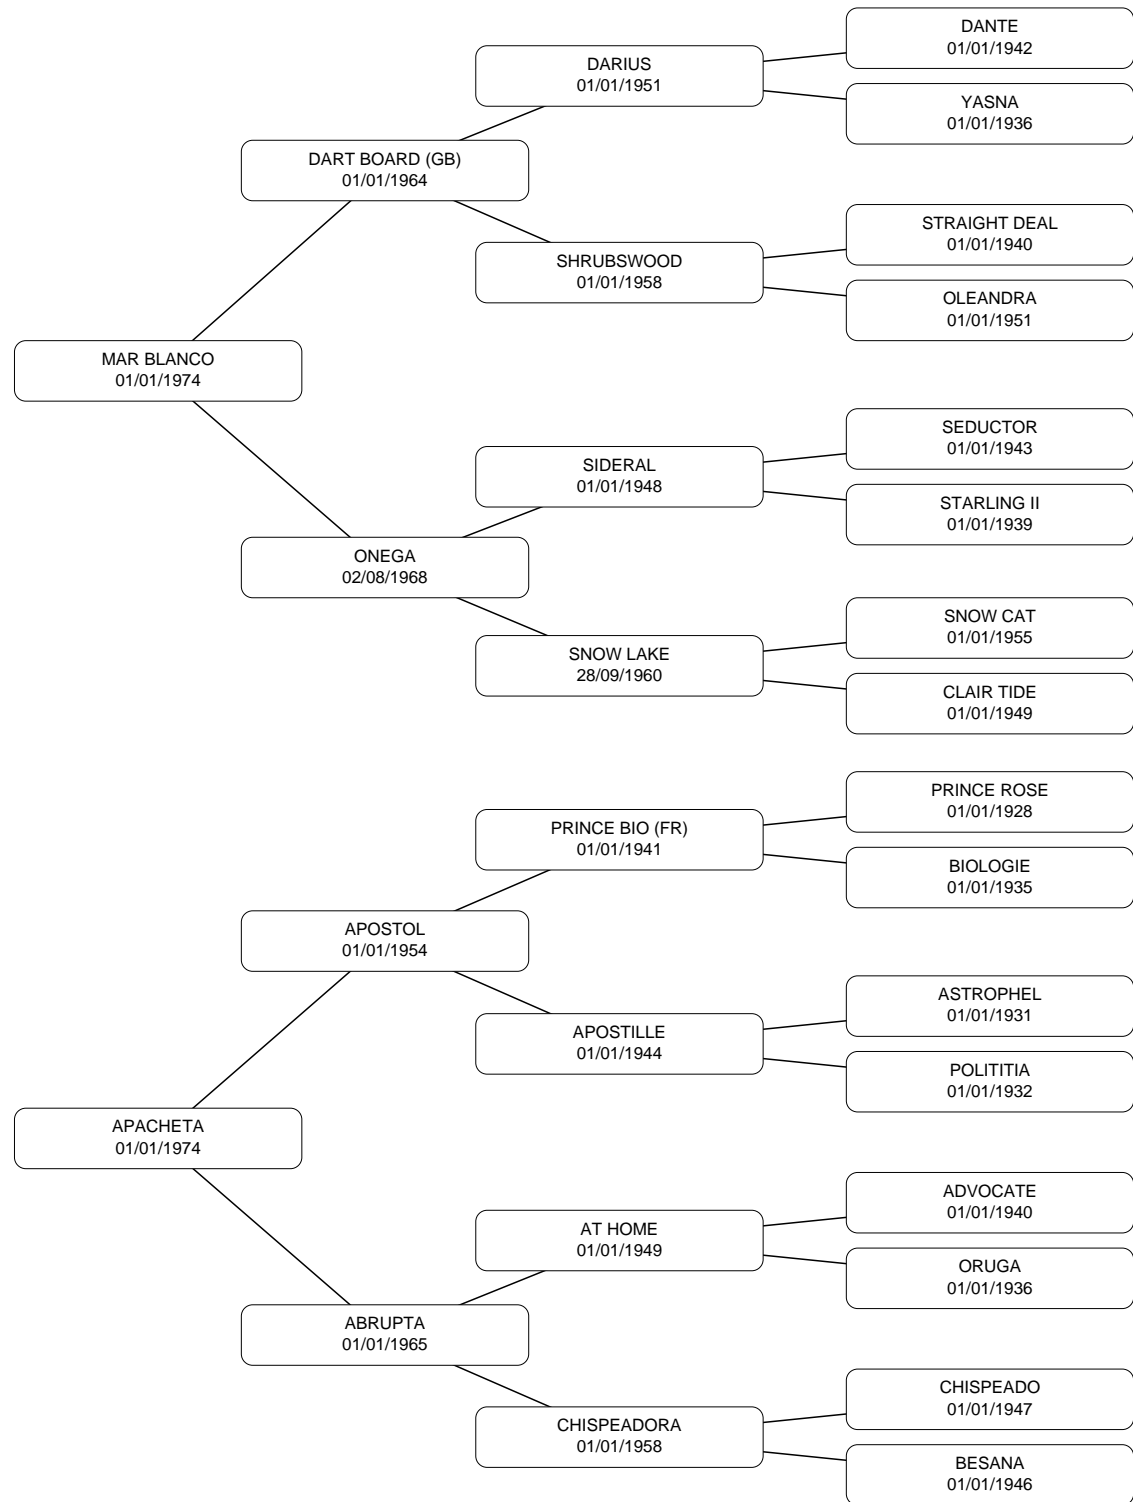 DANTE
01/01/1942
DARIUS
01/01/1951
YASNA
01/01/1936
DART BOARD (GB)
01/01/1964
STRAIGHT DEAL
01/01/1940
SHRUBSWOOD
01/01/1958
OLEANDRA
01/01/1951
MAR BLANCO
01/01/1974
SEDUCTOR
01/01/1943
SIDERAL
01/01/1948
STARLING II
01/01/1939
ONEGA
02/08/1968
SNOW CAT
01/01/1955
SNOW LAKE
28/09/1960
CLAIR TIDE
01/01/1949
PRINCE ROSE
01/01/1928
PRINCE BIO (FR)
01/01/1941
BIOLOGIE
01/01/1935
APOSTOL
01/01/1954
ASTROPHEL
01/01/1931
APOSTILLE
01/01/1944
POLITITIA
01/01/1932
APACHETA
01/01/1974
ADVOCATE
01/01/1940
AT HOME
01/01/1949
ORUGA
01/01/1936
ABRUPTA
01/01/1965
CHISPEADO
01/01/1947
CHISPEADORA
01/01/1958
BESANA
01/01/1946